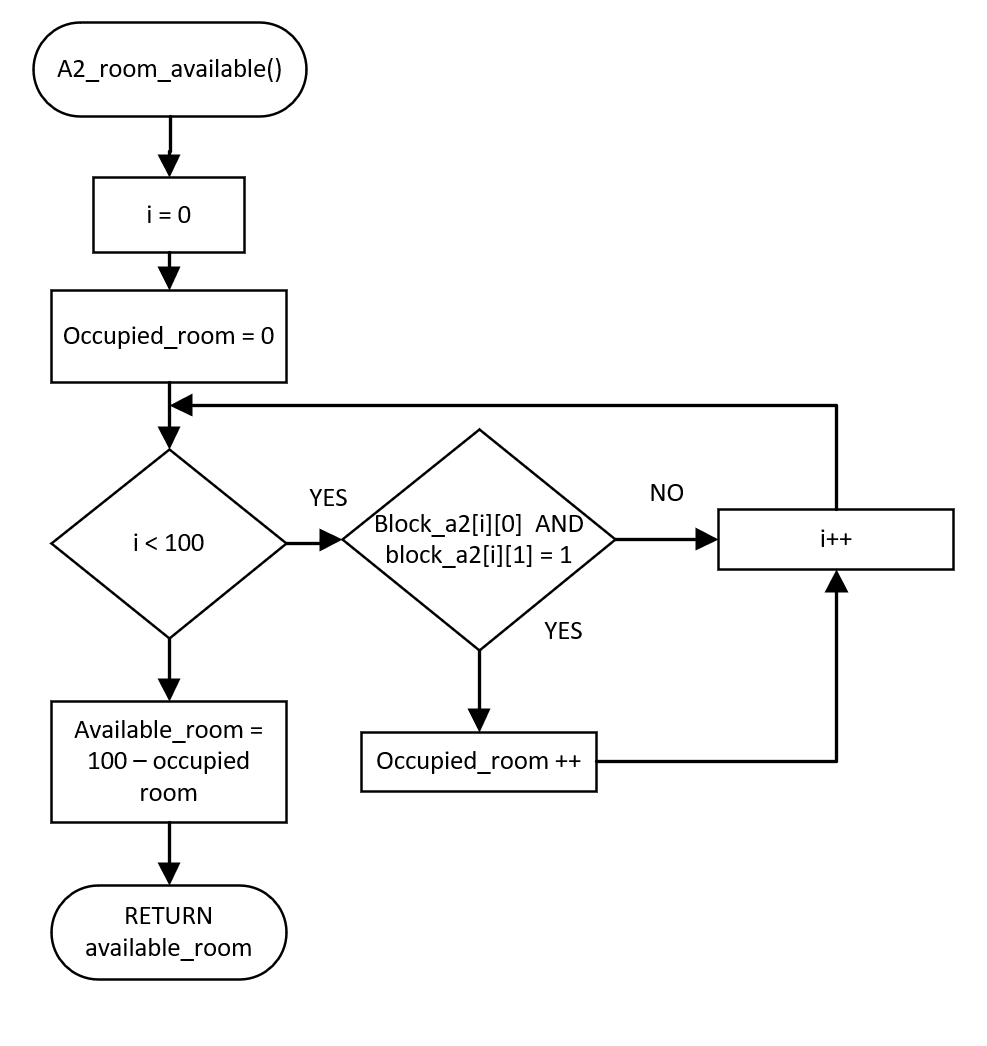 A2_room_available()
i = 0
Occupied_room = 0
i < 100
YES
Block_a2[i][0]  AND
block_a2[i][1] = 1
NO
i++
YES
Occupied_room ++
Available_room =
100 – occupied
room
RETURN
available_room